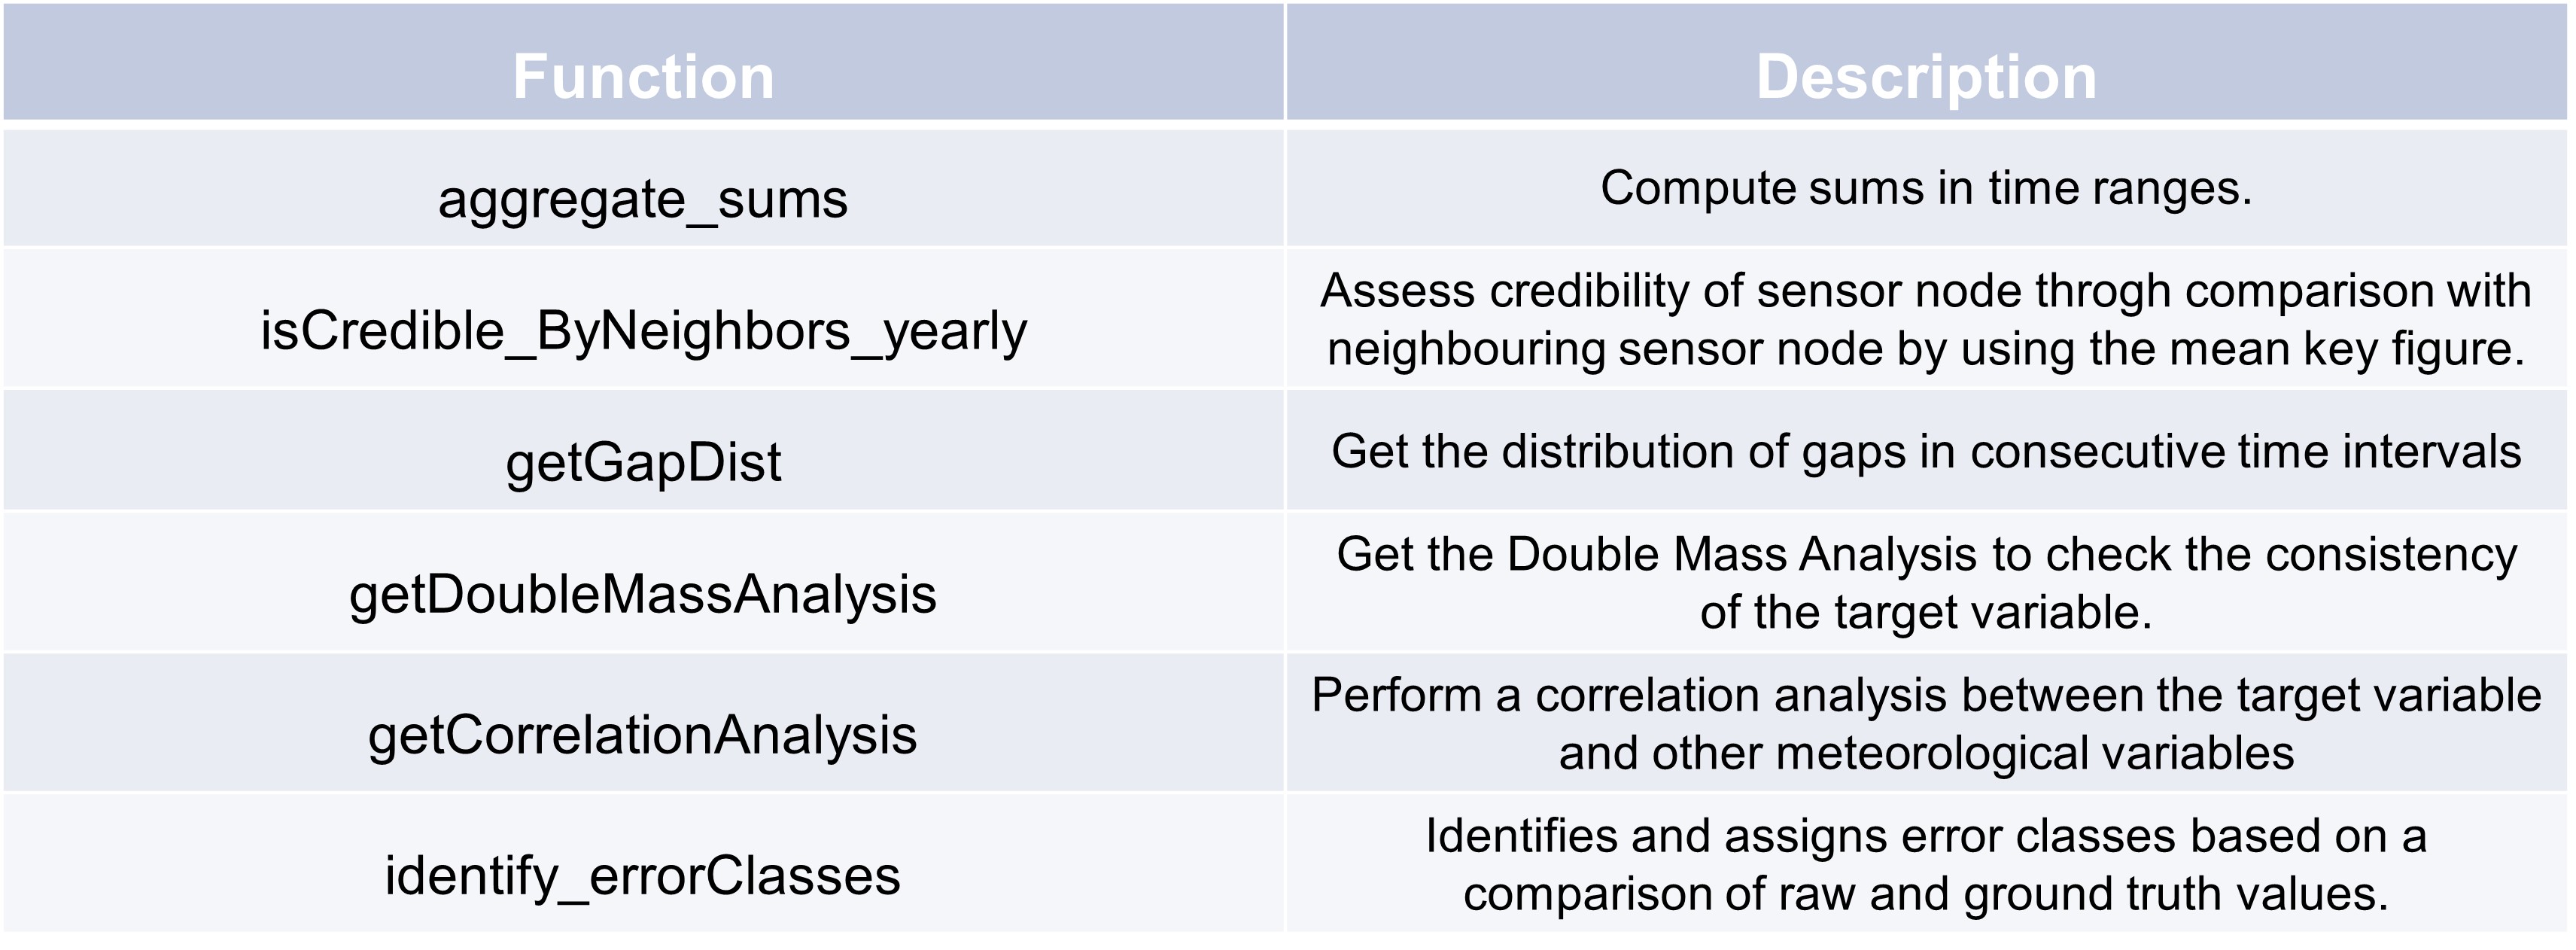 Function
Description
aggregate_sums
Compute sums in time ranges.
isCredible_ByNeighbors_yearly
Assess credibility of sensor node throgh comparison with
neighbouring sensor node by using the mean key figure.
getGapDist
Get the distribution of gaps in consecutive time intervals
getDoubleMassAnalysis
Get the Double Mass Analysis to check the consistency
of the target variable.
getCorrelationAnalysis
Perform a correlation analysis between the target variable
and other meteorological variables
identify_errorClasses
Identifies and assigns error classes based on a
comparison of raw and ground truth values.